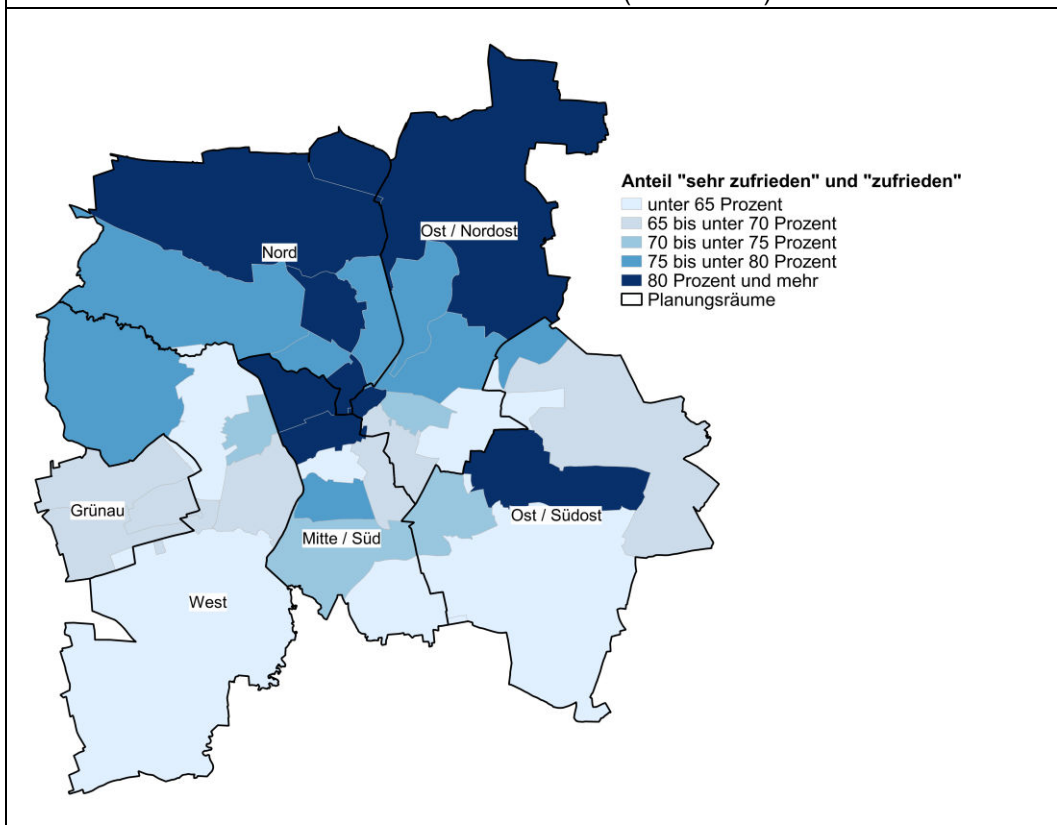 Anteil "sehr zufrieden" und "zufrieden"
unter 65 Prozent
65 bis unter 70 Prozent
70 bis unter 75 Prozent
75 bis unter 80 Prozent
80 Prozent und mehr
Planungsräume
Ost / Nordost
Nord
Grünau
Ost / Südost
Mitte / Süd
West